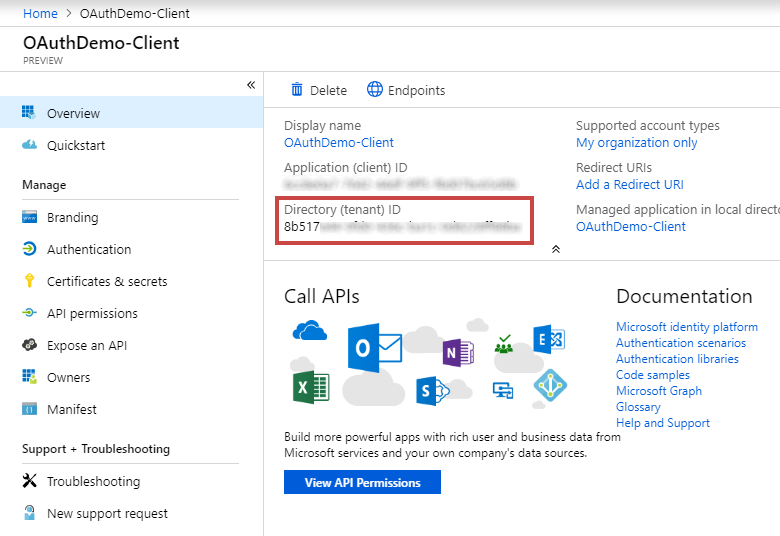 Home > OAuthDemo-Client
OAuthDemo-Client
PREVIEW
«
Overview
Quickstart
Manage
Branding
Authentication
Certificates & secrets
API permissions
Expose an API
Owners
Manifest
Support + Troubleshooting
Troubleshooting
New support request
Delete
Endpoints
Display name
OAuthDemo-Client
Application (client) ID
Directory (tenant) ID
8b517
Supported account types
My organization only
Redirect URIs
Add a Redirect URI
Managed application in local directo
OAuthDemo-Client
Call APIs
Build more powerful apps with rich user and business data from
Microsoft services and your own company's data sources.
View API Permissions
Documentation
Microsoft identity platform
Authentication scenarios
Authentication libraries
Code samples
Microsoft Graph
Glossary
Help and Support